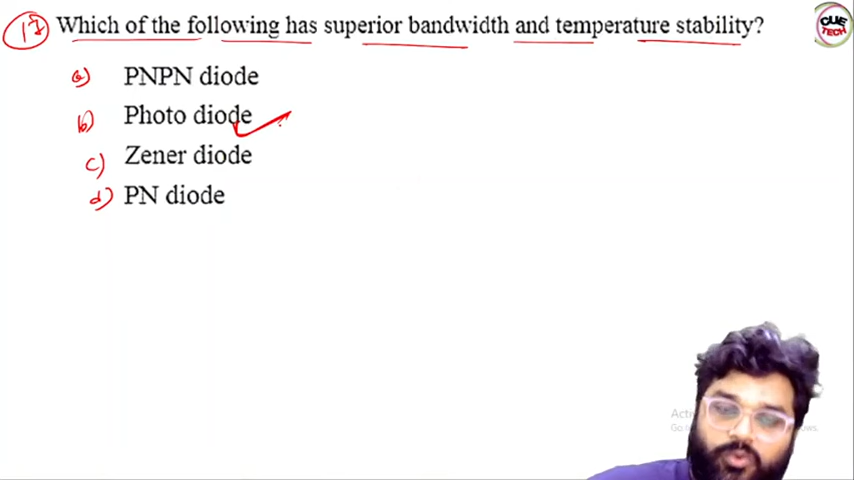 17 Which of the following has superior bandwidth and temperature stability?
CUE
TECH
a) PNPN diode
b) Photo diode
c) Zener diode
d) PN diode